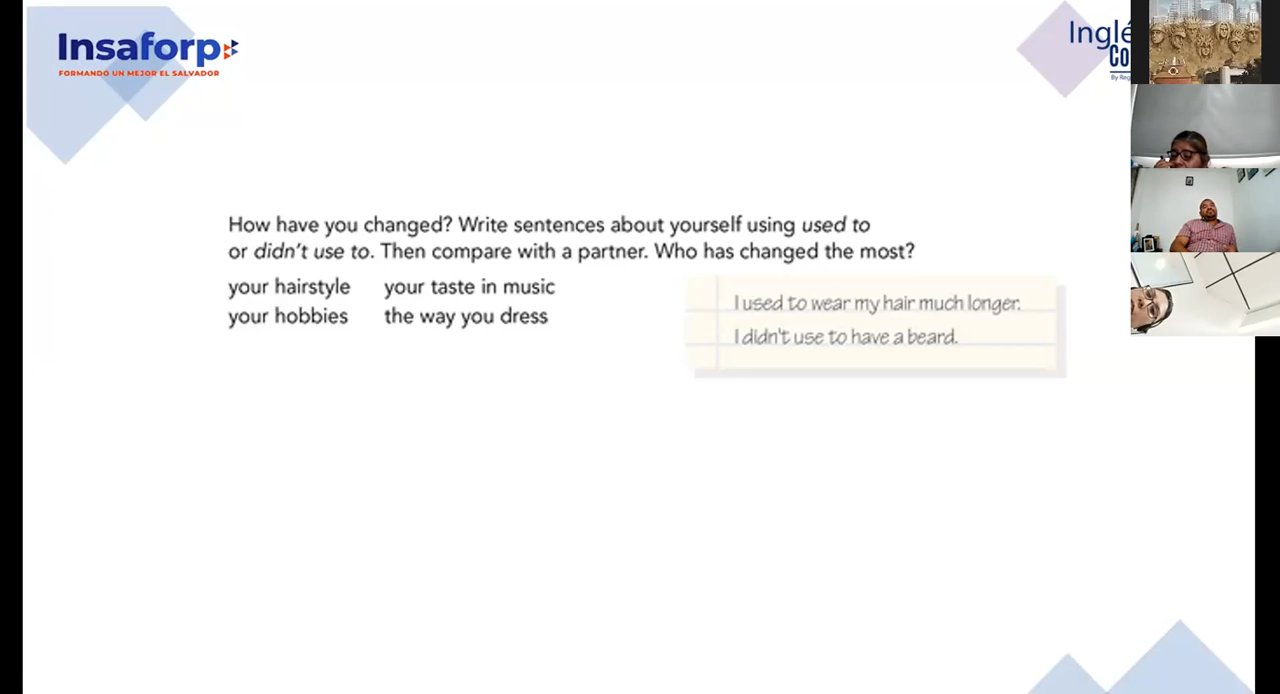 Insaforp
FORMANDO UN MEJOR EL SALVADOR
How have you changed? Write sentences about yourself using used to
or didn't use to. Then compare with a partner. Who has changed the most?
your hairstyle your taste in music
your hobbies the way you dress
I used to wear my hair much longer.
I didn't use to have a beard.